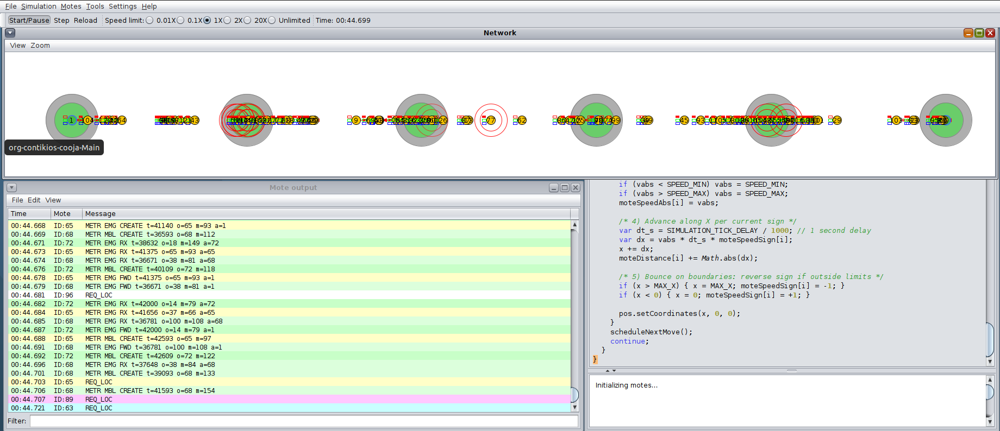 File Simulation Motes Tools Settings Help
Start/Pause Step Reload Speed limit: 0.01X 0.1X 1X 2X 20X Unlimited Time: 00:44.699
Network
View Zoom
1 64 43 9 26 77 62 99 49 45 93 29
org-contikios-cooja-Main
Mote output
File Edit View
Time Mote Message
00:44.668 ID:65 METR EMG CREATE t=41140 o=65 m=93 a=1
00:44.669 ID:68 METR MBL CREATE t=36593 o=68 m=112
00:44.671 ID:72 METR EMG RX t=38632 o=18 m=149 a=72
00:44.673 ID:65 METR EMG RX t=41375 o=65 m=93 a=65
00:44.674 ID:68 METR EMG RX t=36671 o=38 m=81 a=68
00:44.676 ID:72 METR MBL CREATE t=40109 o=72 m=118
00:44.678 ID:65 METR EMG FWD t=41375 o=65 m=93 a=1
00:44.679 ID:68 METR EMG FWD t=36671 o=38 m=81 a=1
00:44.681 ID:96 REQ_LOC
00:44.682 ID:72 METR EMG RX t=42000 o=14 m=79 a=72
00:44.684 ID:65 METR EMG RX t=41656 o=37 m=66 a=65
00:44.685 ID:68 METR EMG RX t=36781 o=100 m=108 a=68
00:44.687 ID:72 METR EMG FWD t=42000 o=14 m=79 a=1
00:44.688 ID:65 METR MBL CREATE t=42593 o=65 m=97
00:44.691 ID:68 METR EMG FWD t=36781 o=100 m=108 a=1
00:44.692 ID:72 METR MBL CREATE t=42609 o=72 m=122
00:44.696 ID:68 METR EMG RX t=37648 o=38 m=84 a=68
00:44.701 ID:68 METR MBL CREATE t=39093 o=68 m=133
00:44.703 ID:65 REQ_LOC
00:44.706 ID:68 METR MBL CREATE t=41593 o=68 m=154
00:44.707 ID:89 REQ_LOC
00:44.721 ID:63 REQ_LOC
Filter:
if (vabs < SPEED_MIN) vabs = SPEED_MIN;
if (vabs > SPEED_MAX) vabs = SPEED_MAX;
moteSpeedAbs[i] = vabs;
/* 4) Advance along X per current sign */
var dt_s = SIMULATION_TICK_DELAY / 1000; // 1 second delay
var dx = vabs * dt_s * moteSpeedSign[i];
x += dx;
moteDistance[i] += Math.abs(dx);
/* 5) Bounce on boundaries: reverse sign if outside limits */
if (x > MAX_X) { x = MAX_X; moteSpeedSign[i] = -1; }
if (x < 0) { x = 0; moteSpeedSign[i] = +1; }
pos.setCoordinates(x, 0, 0);
}
scheduleNextMove();
continue;
}
}
Initializing motes...